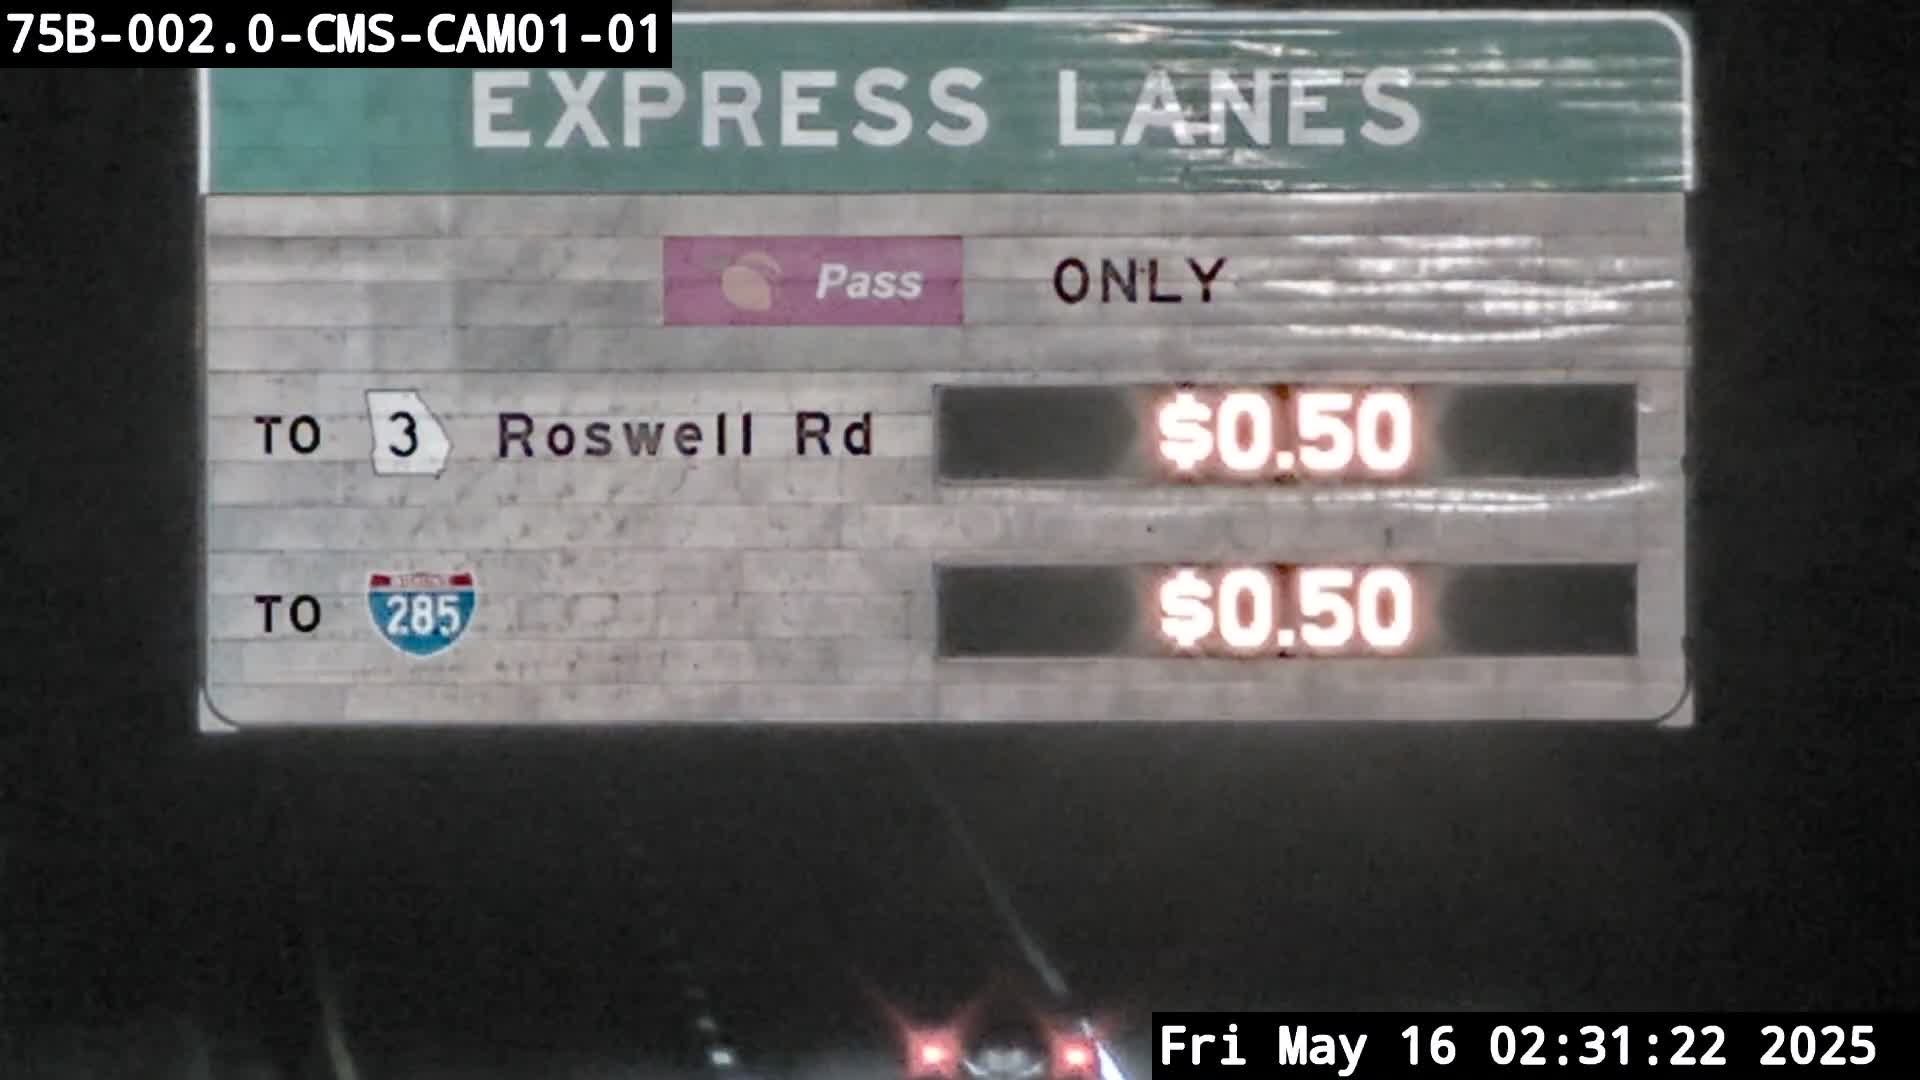 75B-002.0-CMS-CAM01-01
EXPRESS LANES
Pass ONLY
TO 3 Roswell Rd $0.50
TO 285 $0.50
Fri May 16 02:31:22 2025